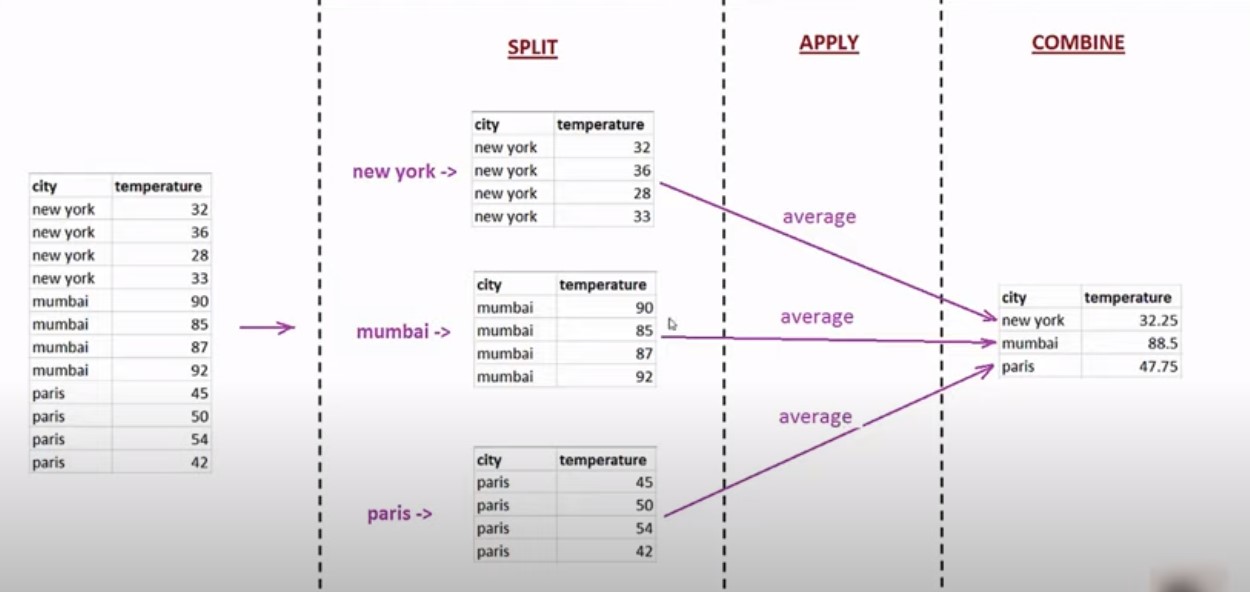 SPLIT
APPLY
COMBINE
city temperature
new york 32
new york 36
new york 28
new york 33
mumbai 90
mumbai 85
mumbai 87
mumbai 92
paris 45
paris 50
paris 54
paris 42
new york ->
city temperature
new york 32
new york 36
new york 28
new york 33
mumbai ->
city temperature
mumbai 90
mumbai 85
mumbai 87
mumbai 92
paris ->
city temperature
paris 45
paris 50
paris 54
paris 42
average
average
average
city temperature
new york 32.25
mumbai 88.5
paris 47.75